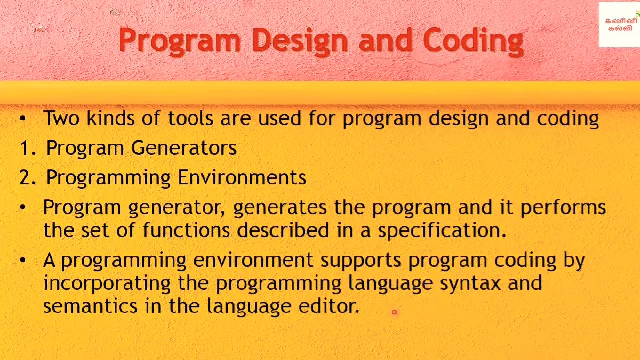 கணினி
கல்வி
Program Design and Coding
• Two kinds of tools are used for program design and coding
1. Program Generators
2. Programming Environments
• Program generator, generates the program and it performs
the set of functions described in a specification.
• A programming environment supports program coding by
incorporating the programming language syntax and
semantics in the language editor.